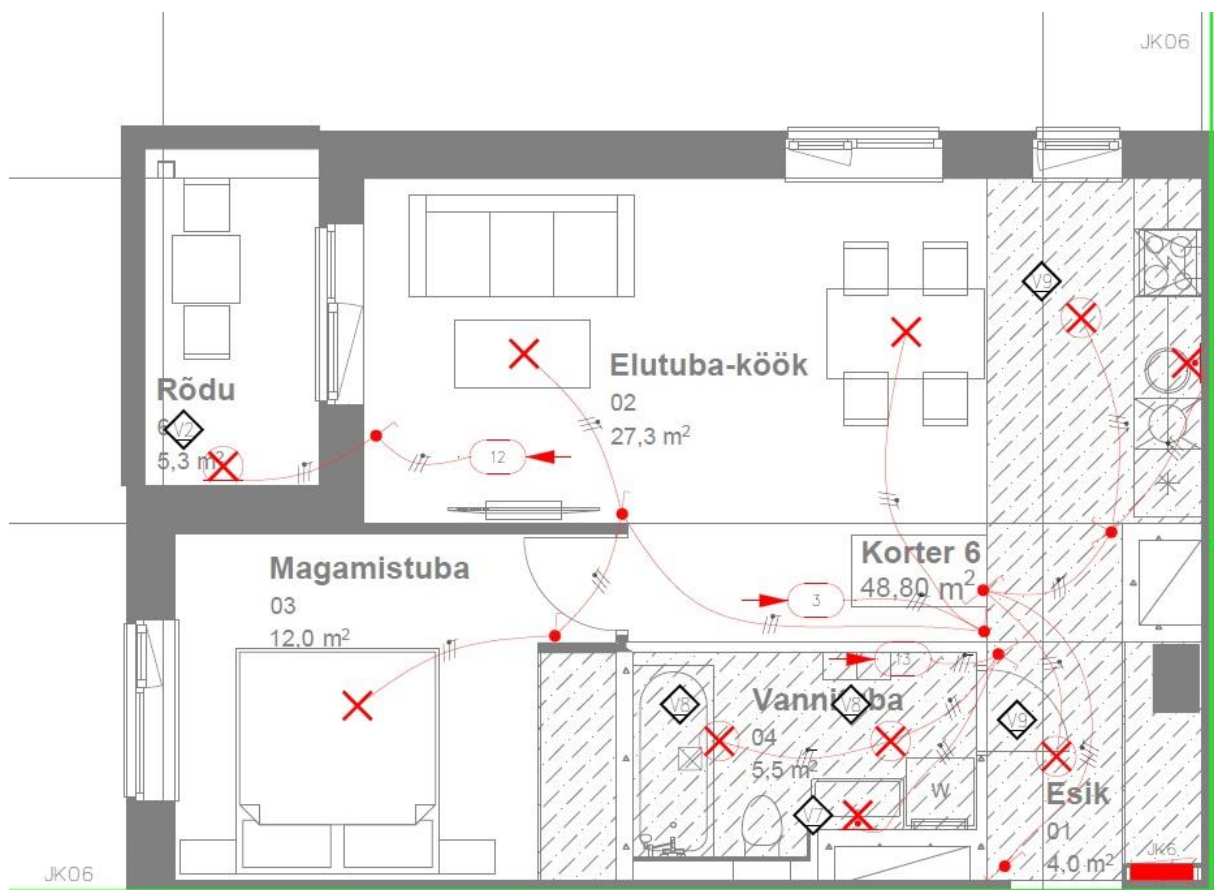 JK06
V9
Elutuba-köök
02
27,3 m²
Rõdu
6
V2
5,3 m²
12
Korter 6
48,80 m²
3
Magamistuba
03
12,0 m²
13
V8
Vannituba
V8
04
5,5 m²
V9
W
V7
Esik
01
4,0 m²
JK6
JK06